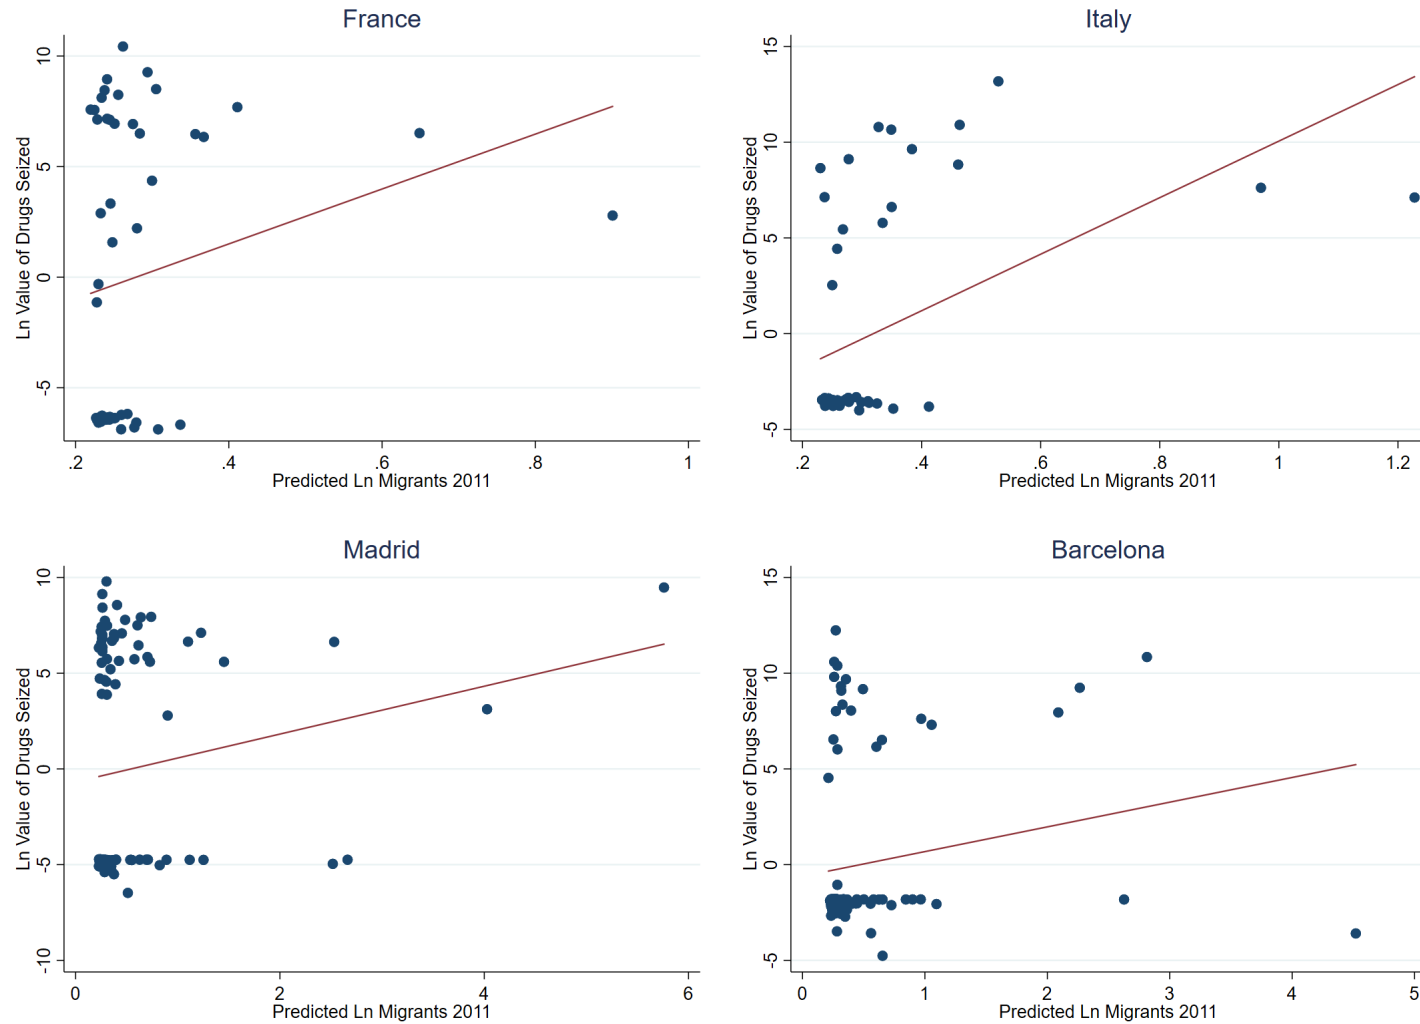 France
Ln Value of Drugs Seized
10
5
0
-5
.2 .4 .6 .8 1
Predicted Ln Migrants 2011
Italy
Ln Value of Drugs Seized
15
10
5
0
-5
.2 .4 .6 .8 1 1.2
Predicted Ln Migrants 2011
Madrid
Ln Value of Drugs Seized
10
5
0
-5
-10
0 2 4 6
Predicted Ln Migrants 2011
Barcelona
Ln Value of Drugs Seized
15
10
5
0
-5
0 1 2 3 4 5
Predicted Ln Migrants 2011